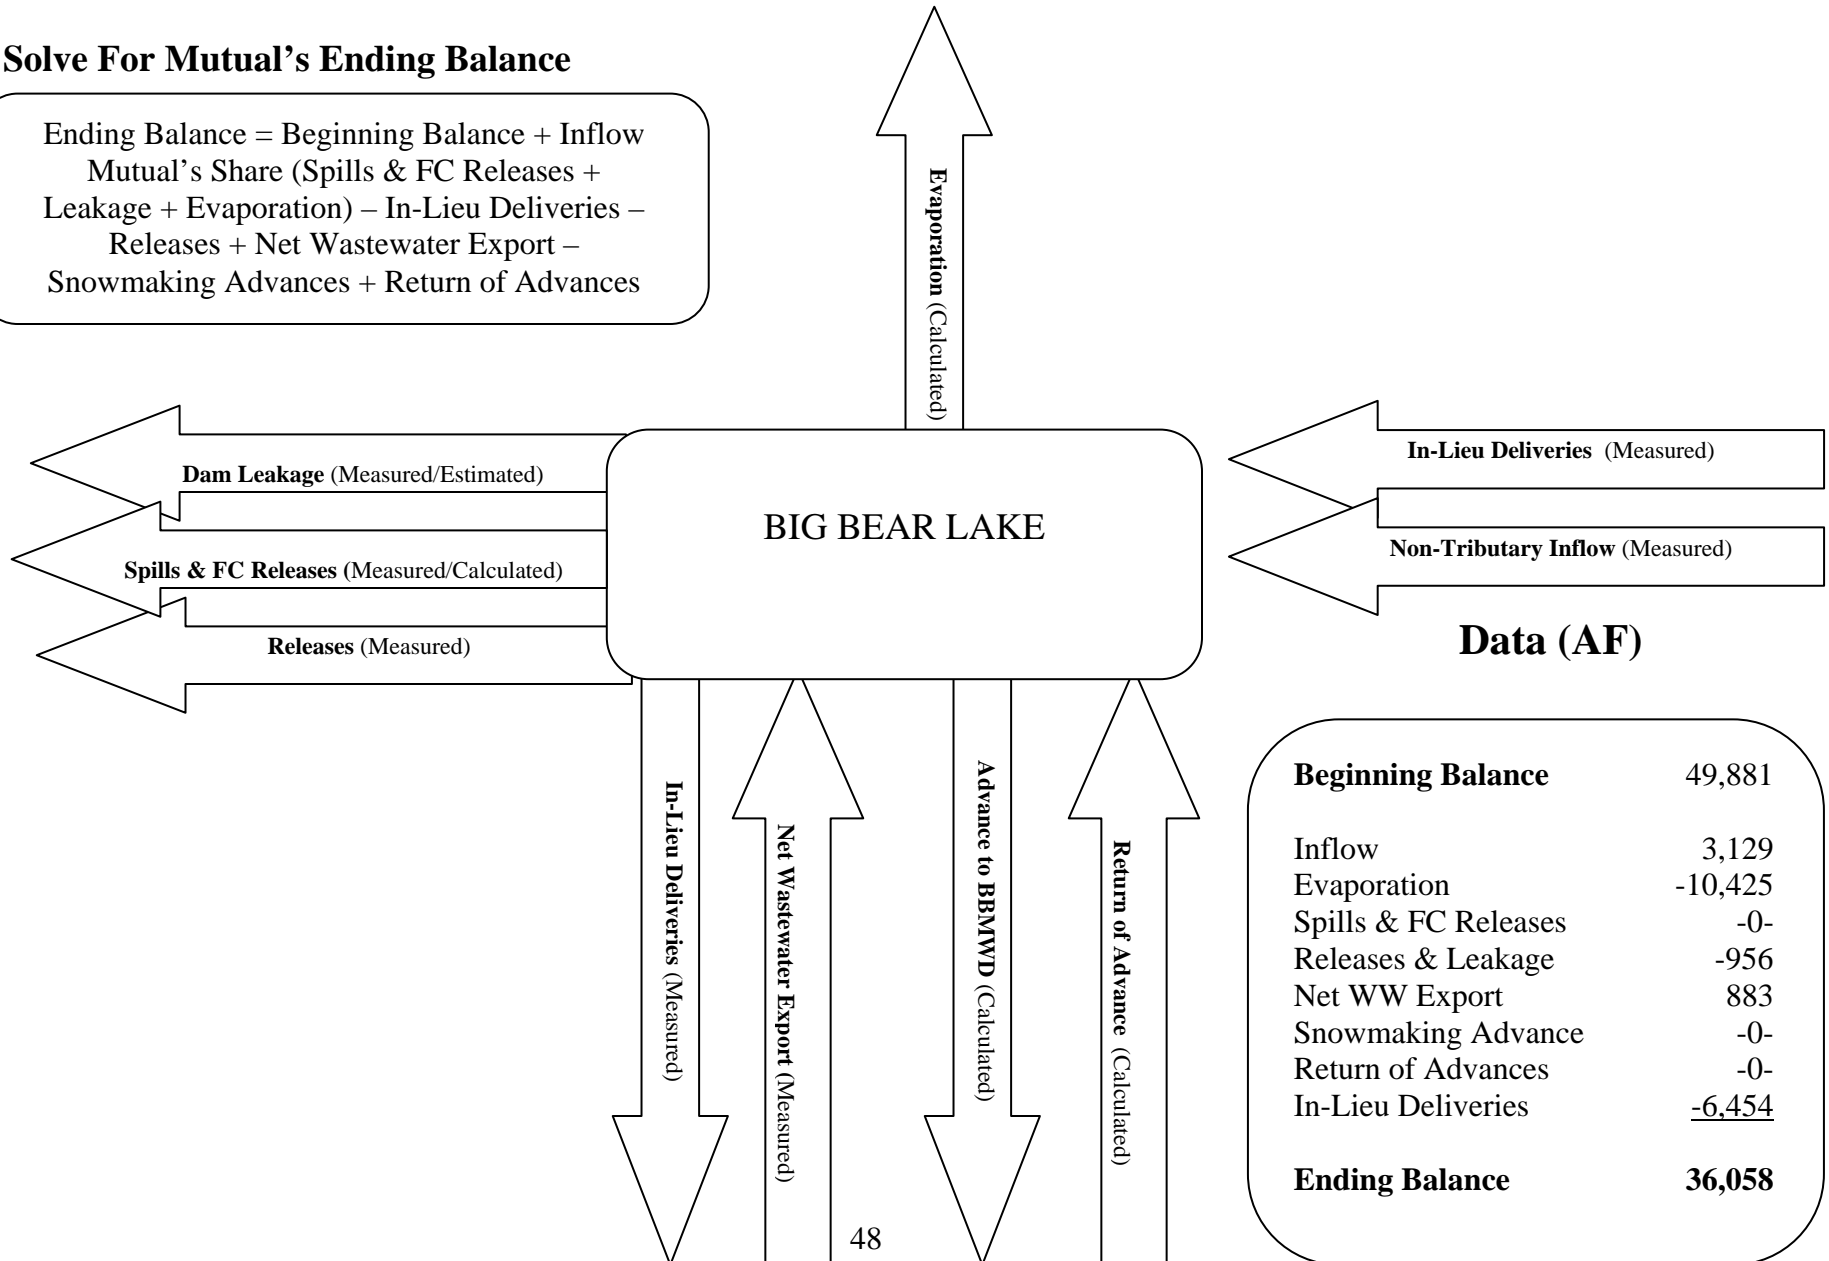 Solve For Mutual’s Ending Balance
Ending Balance = Beginning Balance + Inflow
Mutual’s Share (Spills & FC Releases +
Leakage + Evaporation) – In-Lieu Deliveries –
Releases + Net Wastewater Export –
Snowmaking Advances + Return of Advances
Evaporation (Calculated)
Dam Leakage (Measured/Estimated)
Spills & FC Releases (Measured/Calculated)
Releases (Measured)
BIG BEAR LAKE
In-Lieu Deliveries (Measured)
Non-Tributary Inflow (Measured)
In-Lieu Deliveries (Measured)
Net Wastewater Export (Measured)
Advance to BBMWD (Calculated)
Return of Advance (Calculated)
Data (AF)
Beginning Balance 49,881
Inflow 3,129
Evaporation -10,425
Spills & FC Releases -0-
Releases & Leakage -956
Net WW Export 883
Snowmaking Advance -0-
Return of Advances -0-
In-Lieu Deliveries -6,454
Ending Balance 36,058
48